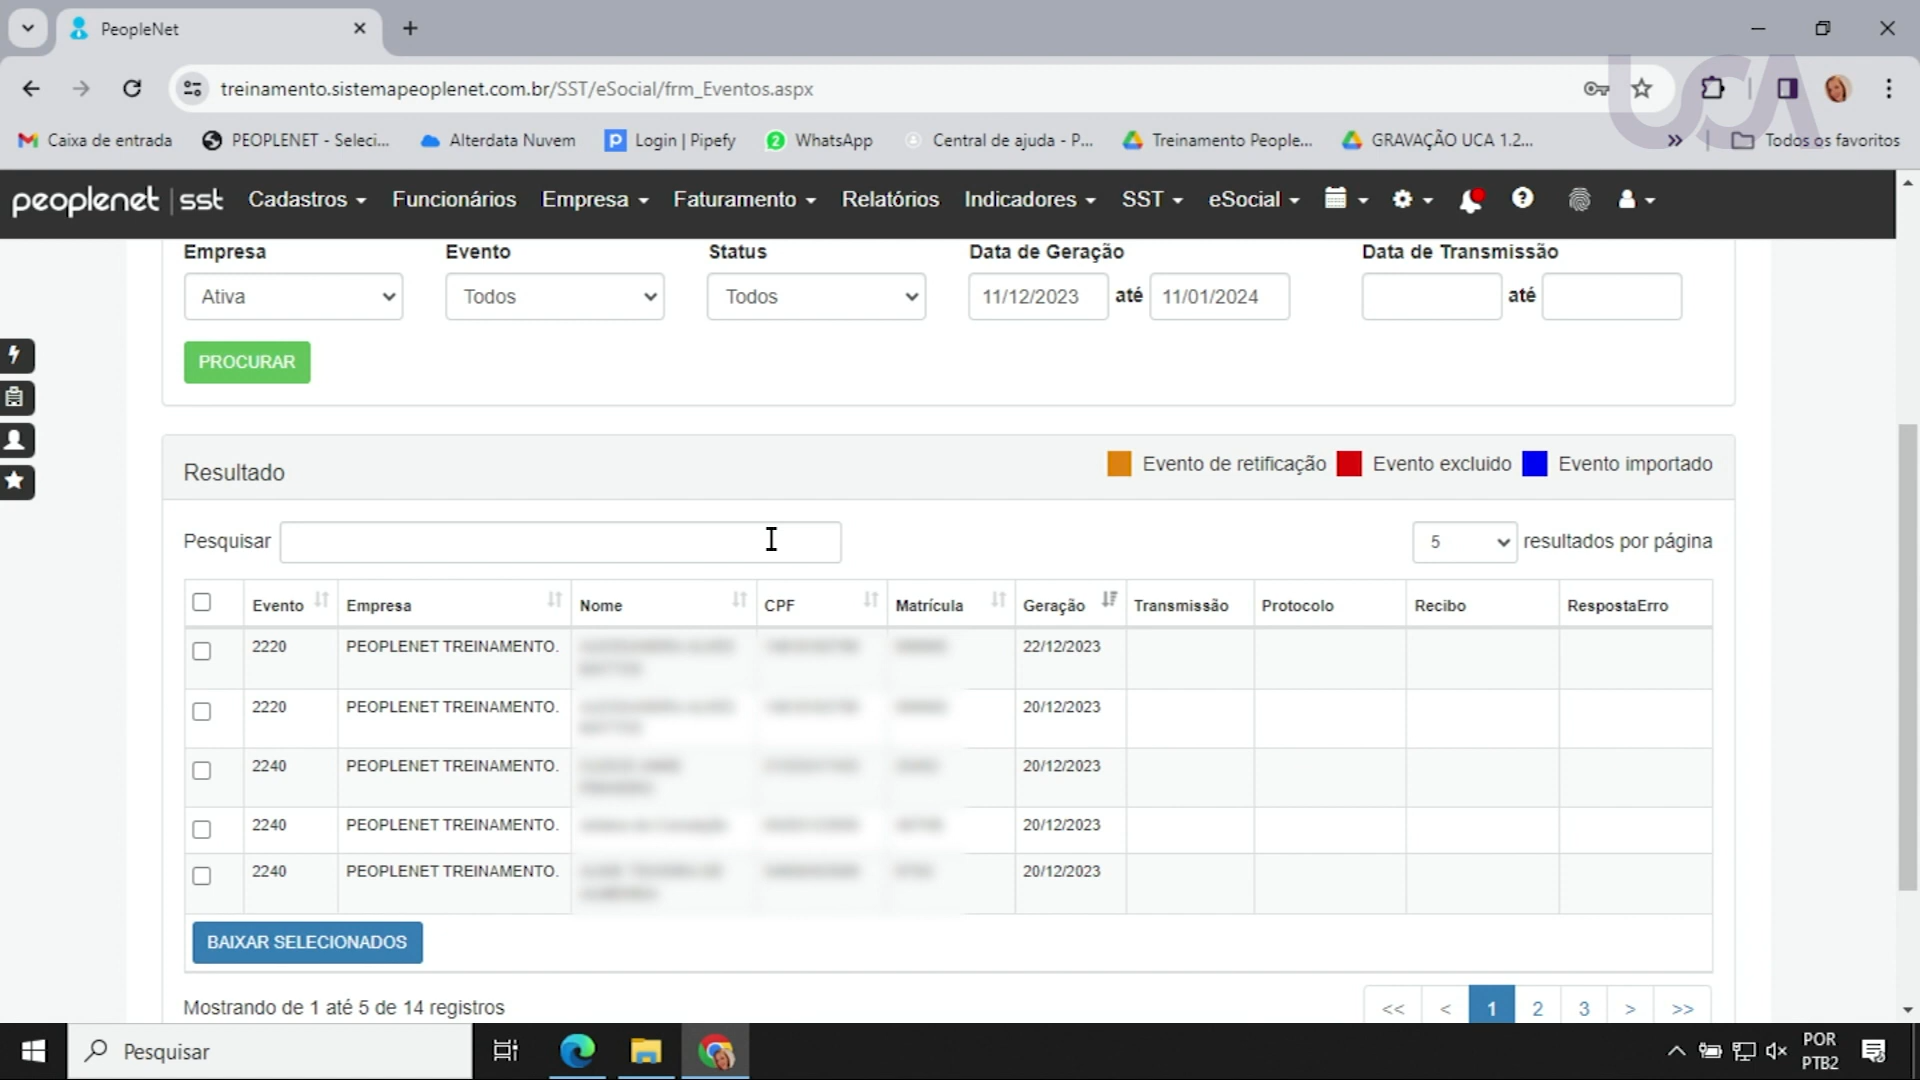 PeopleNet
treinamento.sistemapeoplenet.com.br/SST/eSocial/frm_Eventos.aspx
UCA
Caixa de entrada PEOPLENET - Seleci... Alterdata Nuvem Login | Pipefy WhatsApp Central de ajuda - P... Treinamento People... GRAVAÇÃO UCA 1.2... Todos os favoritos
peoplenet | sst Cadastros Funcionários Empresa Faturamento Relatórios Indicadores SST eSocial
Empresa Evento Status Data de Geração Data de Transmissão
Ativa Todos Todos 11/12/2023 até 11/01/2024 até
PROCURAR
Resultado Evento de retificação Evento excluido Evento importado
Pesquisar 5 resultados por página
Evento Empresa Nome CPF Matrícula Geração Transmissão Protocolo Recibo RespostaErro
2220 PEOPLENET TREINAMENTO. 22/12/2023
2220 PEOPLENET TREINAMENTO. 20/12/2023
2240 PEOPLENET TREINAMENTO. 20/12/2023
2240 PEOPLENET TREINAMENTO. 20/12/2023
2240 PEOPLENET TREINAMENTO. 20/12/2023
BAIXAR SELECIONADOS
Mostrando de 1 até 5 de 14 registros << < 1 2 3 > >>
Pesquisar POR
PTB2